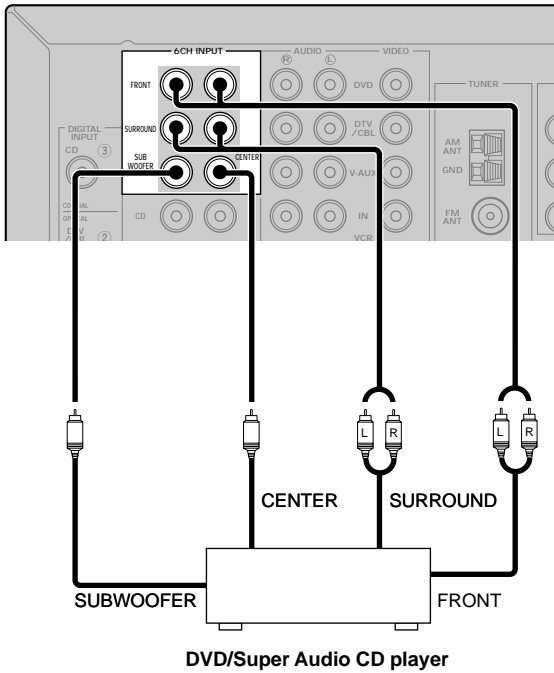 6CH INPUT
AUDIO
VIDEO
R
L
FRONT
DVD
TUNER
SURROUND
DTV
/CBL
DIGITAL
INPUT
CD
3
SUB
WOOFER
CENTER
V-AUX
AM
ANT
GND
COAXIAL
OPTICAL
CD
IN
FM
ANT
2
VCR
L
R
L
R
CENTER
SURROUND
SUBWOOFER
FRONT
DVD/Super Audio CD player